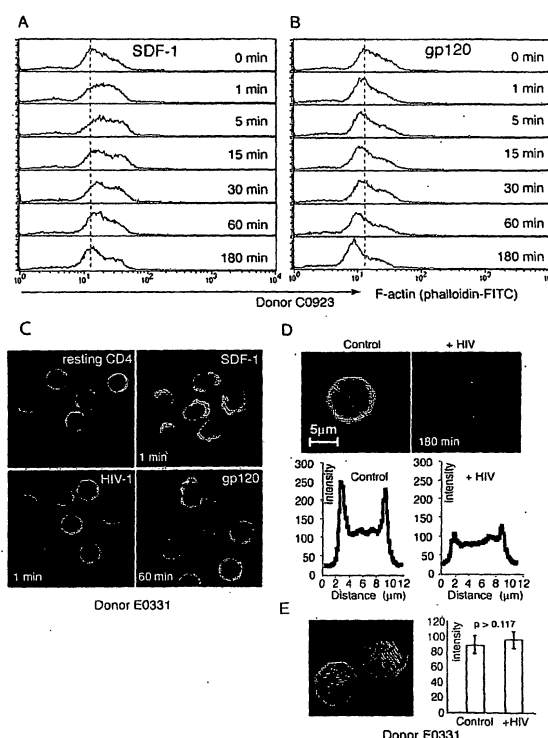 A
SDF-1
0 min
1 min
5 min
15 min
30 min
60 min
180 min
10⁰ 10¹ 10² 10³ 10⁴
B
gp120
0 min
1 min
5 min
15 min
30 min
60 min
180 min
10⁰ 10¹ 10² 10³ 10⁴
Donor C0923
F-actin (phalloidin-FITC)
C
resting CD4
SDF-1
1 min
HIV-1
1 min
gp120
60 min
Donor E0331
D
Control
+ HIV
5μm
180 min
300
250
200
150
100
50
0
intensity
Control
0 2 4 6 8 10 12
Distance (μm)
300
250
200
150
100
50
0
intensity
+ HIV
0 2 4 6 8 10 12
Distance (μm)
E
120
100
80
60
40
20
0
intensity
p > 0.117
Control
+HIV
Donor E0331